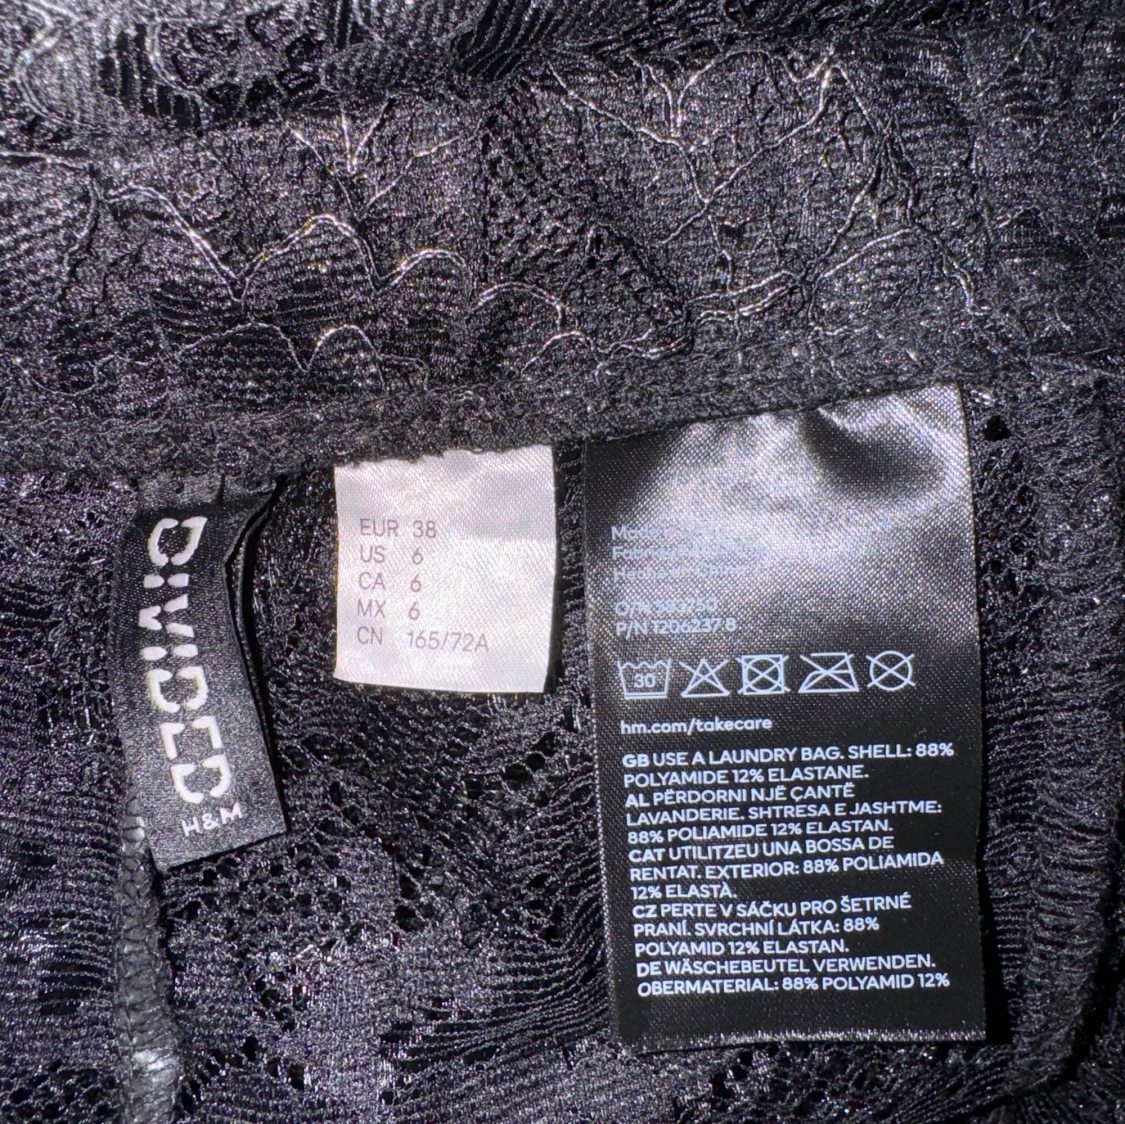 DIVIDED
H&M
EUR 38
US 6
CA 6
MX 6
CN 165/72A
P/N 1206237 8
30
hm.com/takecare
GB USE A LAUNDRY BAG. SHELL: 88%
POLYAMIDE 12% ELASTANE.
AL PËRDORNI NJË ÇANTË
LAVANDERIE. SHTRESA E JASHTME:
88% POLIAMIDE 12% ELASTAN.
CAT UTILITZEU UNA BOSSA DE
RENTAT. EXTERIOR: 88% POLIAMIDA
12% ELASTÀ.
CZ PERTE V SÁČKU PRO ŠETRNÉ
PRANÍ. SVRCHNÍ LÁTKA: 88%
POLYAMID 12% ELASTAN.
DE WÄSCHEBEUTEL VERWENDEN.
OBERMATERIAL: 88% POLYAMID 12%